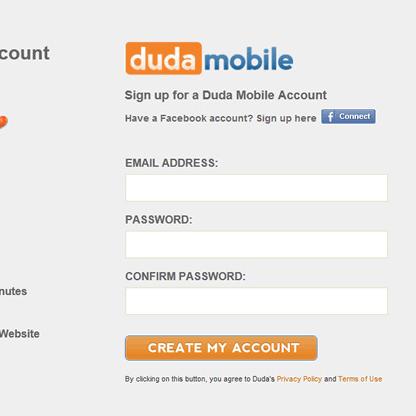 count
duda mobile
Sign up for a Duda Mobile Account
Have a Facebook account? Sign up here
f Connect
EMAIL ADDRESS:
PASSWORD:
CONFIRM PASSWORD:
nutes
Website
CREATE MY ACCOUNT
By clicking on this button, you agree to Duda's Privacy Policy and Terms of Use